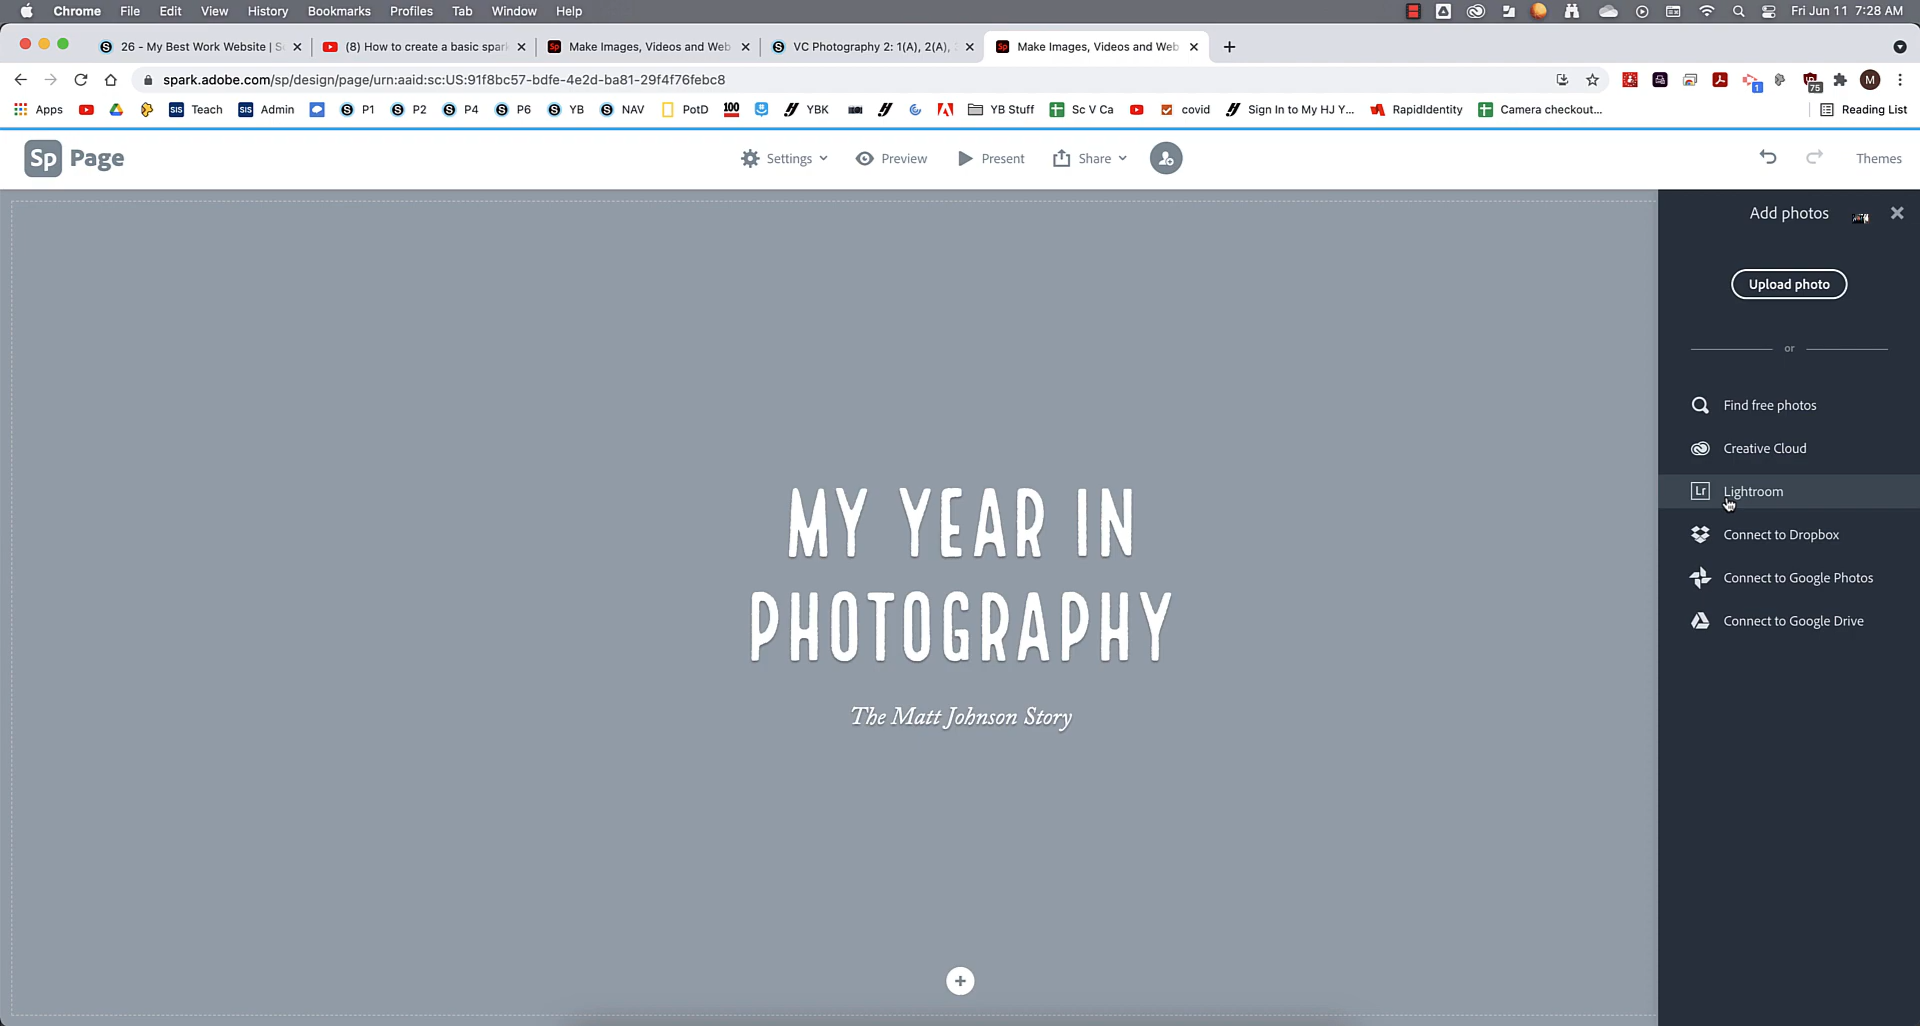 Chrome File Edit View History Bookmarks Profiles Tab Window Help Fri Jun 11 7:28 AM
26 - My Best Work Website | S (8) How to create a basic spar Make Images, Videos and Web VC Photography 2: 1(A), 2(A), Make Images, Videos and Web
spark.adobe.com/sp/design/page/urn:aaid:sc:US:91f8bc57-bdfe-4e2d-ba81-29f4f76febc8 1 75 M
Apps SIS Teach SIS Admin S P1 S P2 S P4 S P6 S YB S NAV PotD 100 YBK YB Stuff Sc V Ca covid Sign In to My HJ Y... RapidIdentity Camera checkout... Reading List
Sp Page Settings Preview Present Share Themes
Add photos
Upload photo
or
Find free photos
Creative Cloud
Lr Lightroom
Connect to Dropbox
Connect to Google Photos
Connect to Google Drive
MY YEAR IN
PHOTOGRAPHY
The Matt Johnson Story